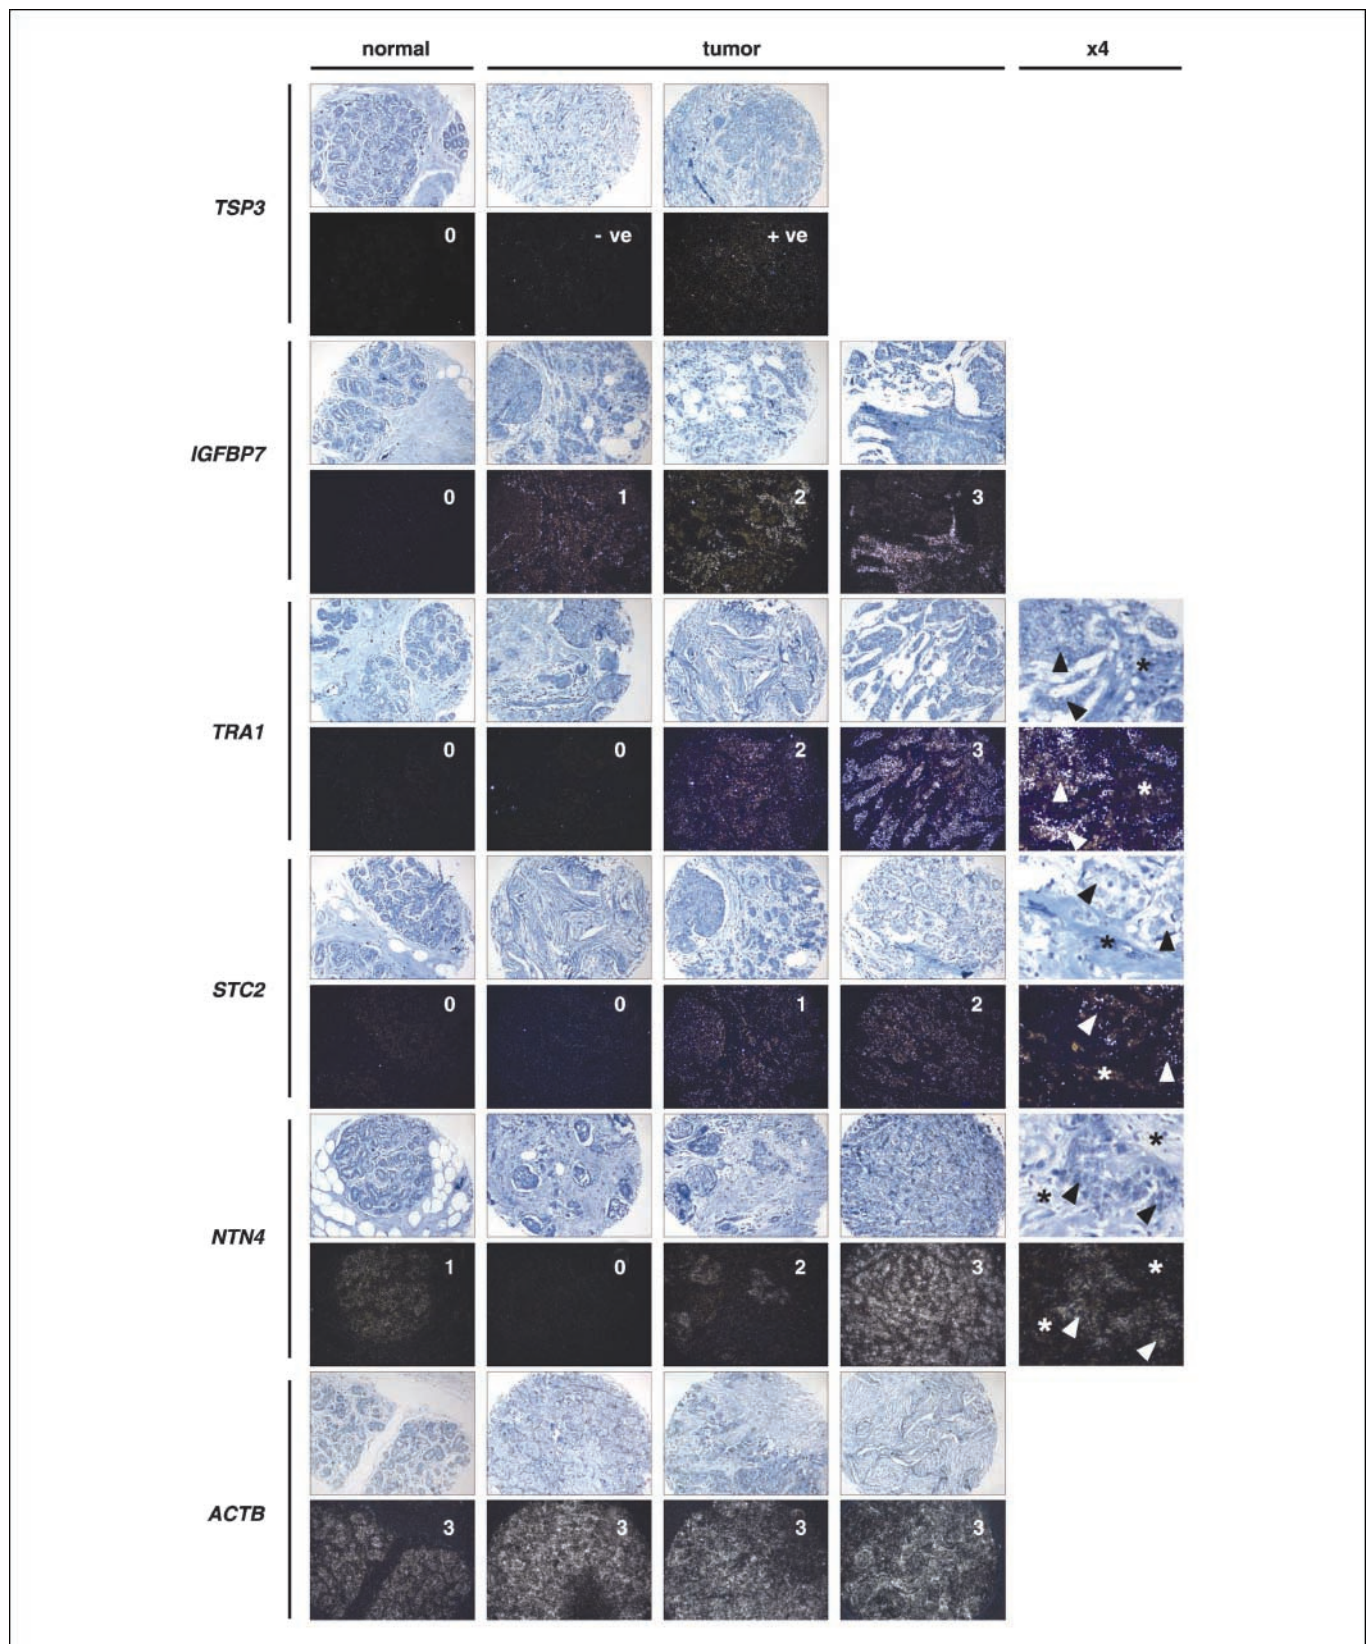 normal tumor x4
TSP3
0 - ve + ve
IGFBP7
0 1 2 3
TRA1
* 
0 0 2 3 *
STC2
*
0 0 1 2 *
NTN4
* *
1 0 2 3 * *
ACTB
3 3 3 3